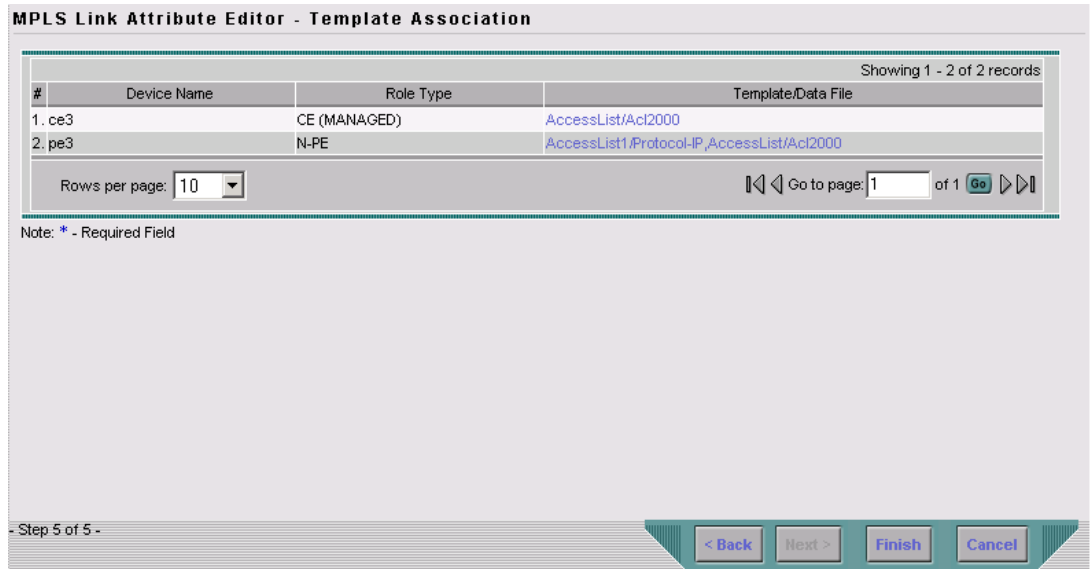 MPLS Link Attribute Editor - Template Association
Showing 1 - 2 of 2 records
# Device Name Role Type Template/Data File
1. ce3 CE (MANAGED) AccessList/Acl2000
2. pe3 N-PE AccessList1/Protocol-IP,AccessList/Acl2000
Rows per page: 10 Go to page: 1 of 1 Go
Note: * - Required Field
- Step 5 of 5 -
< Back Next > Finish Cancel